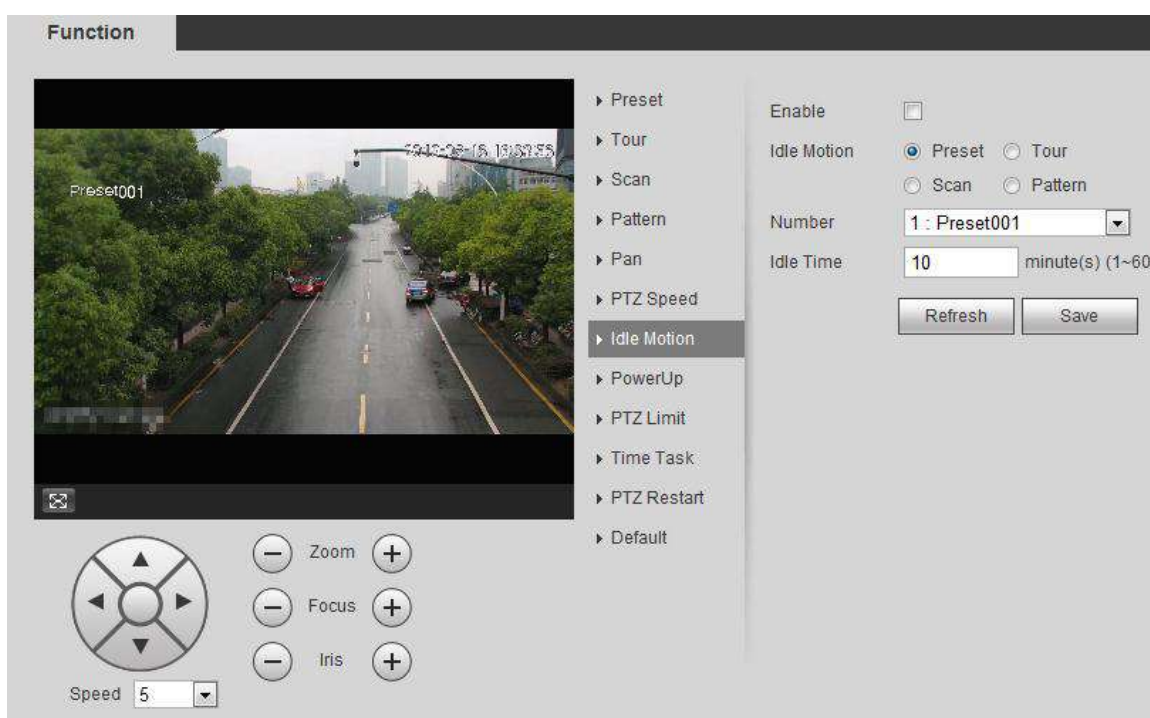 Function
Preset001
Preset
Tour
Scan
Pattern
Pan
PTZ Speed
Idle Motion
PowerUp
PTZ Limit
Time Task
PTZ Restart
Default
Enable
Idle Motion Preset Tour
Scan Pattern
Number 1 : Preset001
Idle Time 10 minute(s) (1~60
Refresh Save
Zoom
Focus
Iris
Speed 5